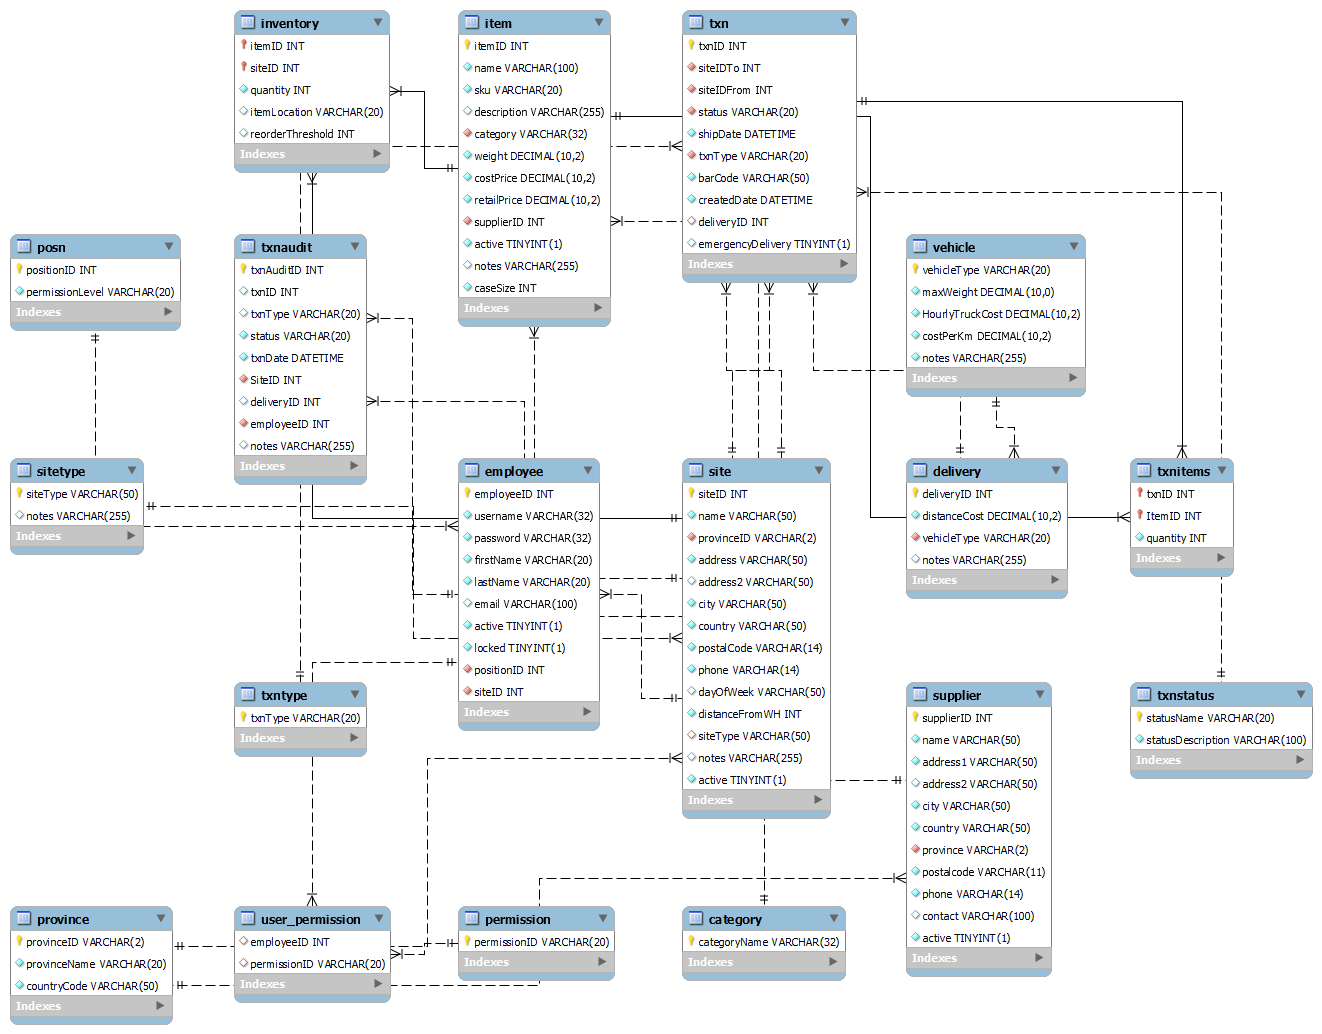 inventory
itemID INT
siteID INT
quantity INT
itemLocation VARCHAR(20)
reorderThreshold INT
Indexes
item
itemID INT
name VARCHAR(100)
sku VARCHAR(20)
description VARCHAR(255)
category VARCHAR(32)
weight DECIMAL(10,2)
costPrice DECIMAL(10,2)
retailPrice DECIMAL(10,2)
supplierID INT
active TINYINT(1)
notes VARCHAR(255)
caseSize INT
Indexes
txn
txnID INT
siteIDTo INT
siteIDFrom INT
status VARCHAR(20)
shipDate DATETIME
txnType VARCHAR(20)
barCode VARCHAR(50)
createdDate DATETIME
deliveryID INT
emergencyDelivery TINYINT(1)
Indexes
posn
positionID INT
permissionLevel VARCHAR(20)
Indexes
txnaudit
txnAuditID INT
txnID INT
txnType VARCHAR(20)
status VARCHAR(20)
txnDate DATETIME
SiteID INT
deliveryID INT
employeeID INT
notes VARCHAR(255)
Indexes
vehicle
vehicleType VARCHAR(20)
maxWeight DECIMAL(10,0)
HourlyTruckCost DECIMAL(10,2)
costPerKm DECIMAL(10,2)
notes VARCHAR(255)
Indexes
sitetype
siteType VARCHAR(50)
notes VARCHAR(255)
Indexes
employee
employeeID INT
username VARCHAR(32)
password VARCHAR(32)
firstName VARCHAR(20)
lastName VARCHAR(20)
email VARCHAR(100)
active TINYINT(1)
locked TINYINT(1)
positionID INT
siteID INT
Indexes
site
siteID INT
name VARCHAR(50)
provinceID VARCHAR(2)
address VARCHAR(50)
address2 VARCHAR(50)
city VARCHAR(50)
country VARCHAR(50)
postalCode VARCHAR(14)
phone VARCHAR(14)
dayOfWeek VARCHAR(50)
distanceFromWH INT
siteType VARCHAR(50)
notes VARCHAR(255)
active TINYINT(1)
Indexes
delivery
deliveryID INT
distanceCost DECIMAL(10,2)
vehicleType VARCHAR(20)
notes VARCHAR(255)
Indexes
txnitems
txnID INT
ItemID INT
quantity INT
Indexes
txntype
txnType VARCHAR(20)
Indexes
supplier
supplierID INT
name VARCHAR(50)
address1 VARCHAR(50)
address2 VARCHAR(50)
city VARCHAR(50)
country VARCHAR(50)
province VARCHAR(2)
postalcode VARCHAR(11)
phone VARCHAR(14)
contact VARCHAR(100)
active TINYINT(1)
Indexes
txnstatus
statusName VARCHAR(20)
statusDescription VARCHAR(100)
Indexes
province
provinceID VARCHAR(2)
provinceName VARCHAR(20)
countryCode VARCHAR(50)
Indexes
user_permission
employeeID INT
permissionID VARCHAR(20)
Indexes
permission
permissionID VARCHAR(20)
Indexes
category
categoryName VARCHAR(32)
Indexes